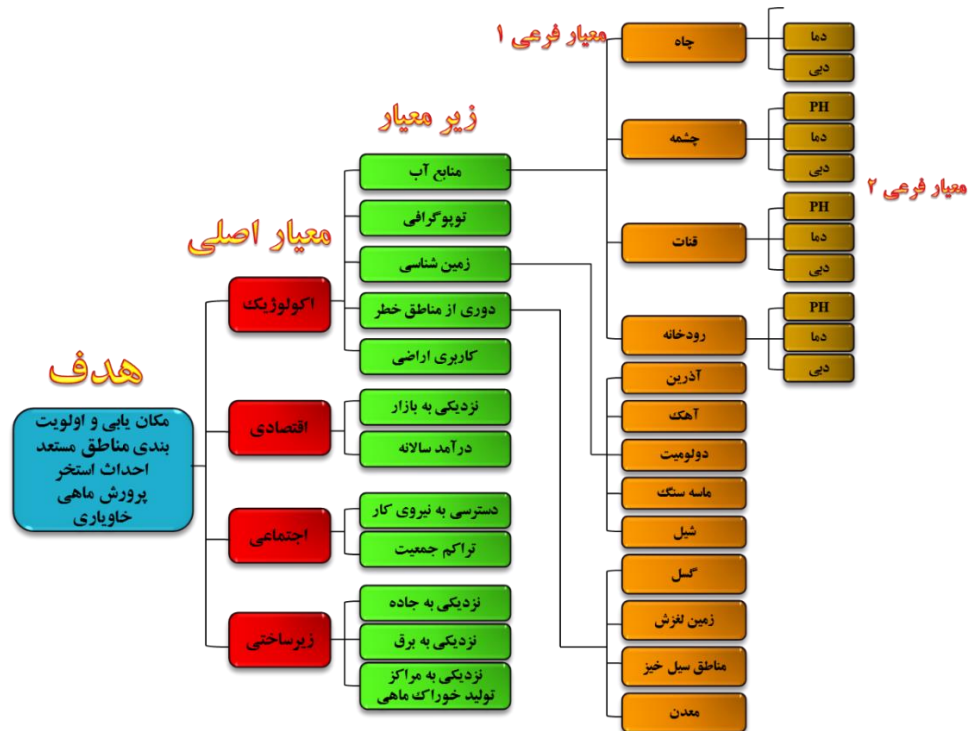 هدف
مکان یابی و اولویت
بندی مناطق مستعد
احداث استخر
پرورش ماهی
خاویاری
معیار اصلی
اکولوژیک
اقتصادی
اجتماعی
زیرساختی
زیر معیار
منابع آب
توپوگرافی
زمین شناسی
دوری از مناطق خطر
کاربری اراضی
نزدیکی به بازار
درآمد سالانه
دسترسی به نیروی کار
تراکم جمعیت
نزدیکی به جاده
نزدیکی به برق
نزدیکی به مراکز
تولید خوراک ماهی
معیار فرعی ۱
چاه
چشمه
قنات
رودخانه
آذرین
آهک
دولومیت
ماسه سنگ
شیل
گسل
زمین لغزش
مناطق سیل خیز
معدن
معیار فرعی ۲
دما
دبی
PH
دما
دبی
PH
دما
دبی
PH
دما
دبی